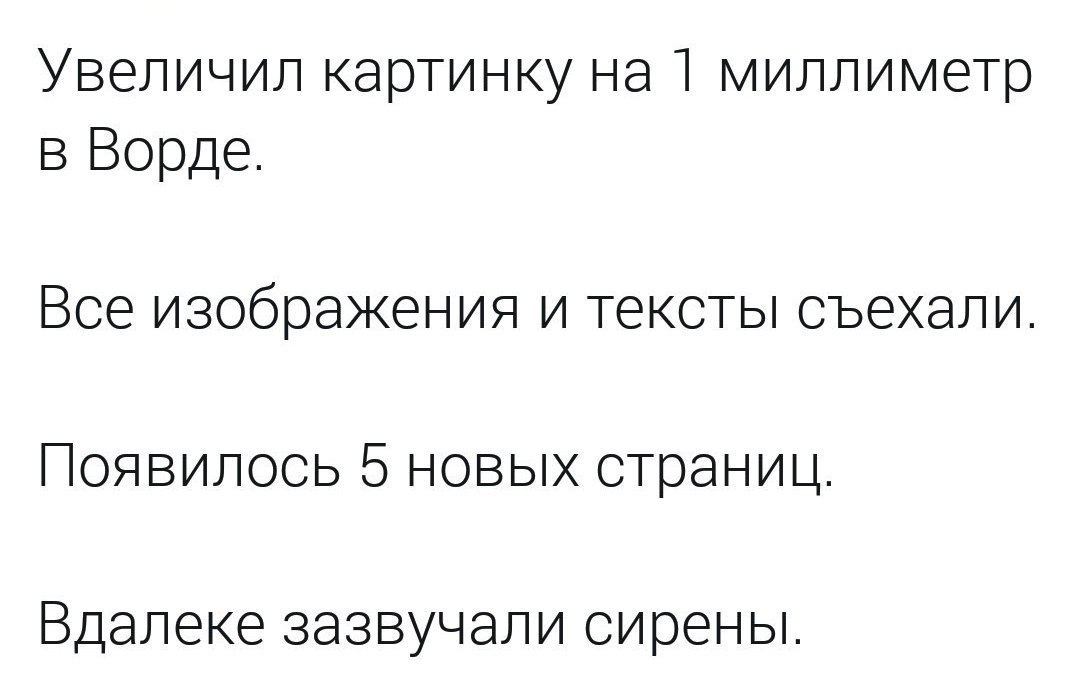 Увеличил картинку на 1 миллиметр
в Ворде.
Все изображения и тексты съехали.
Появилось 5 новых страниц.
Вдалеке зазвучали сирены.